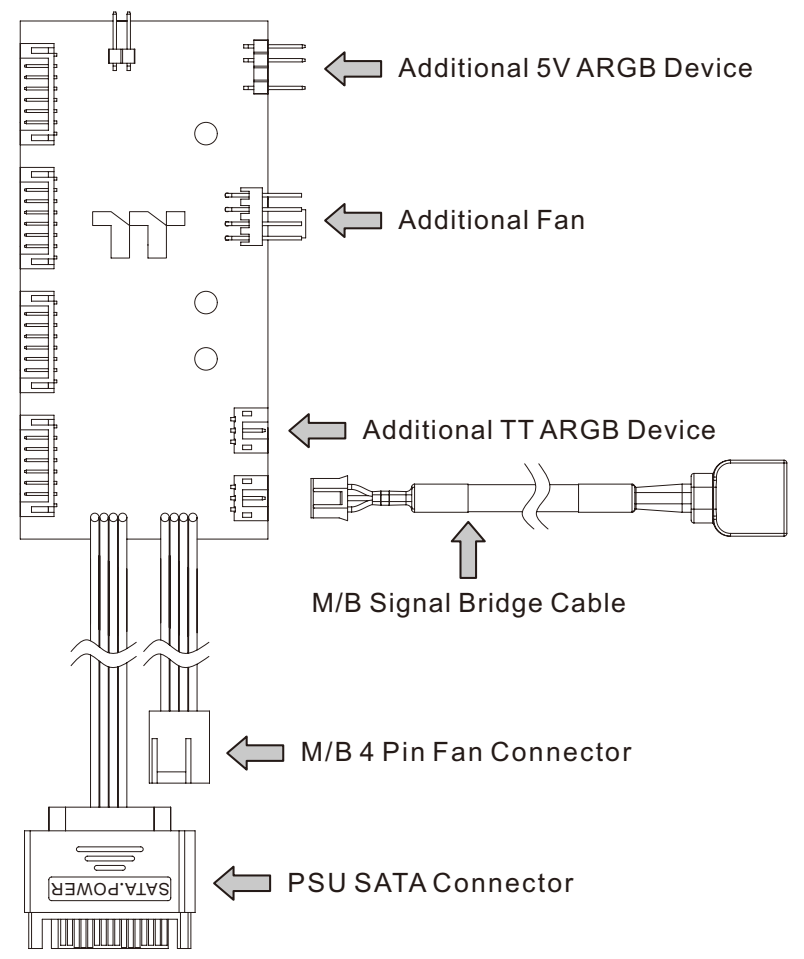 Additional 5V ARGB Device
Additional Fan
Additional TT ARGB Device
M/B Signal Bridge Cable
M/B 4 Pin Fan Connector
PSU SATA Connector
SATA.POWER